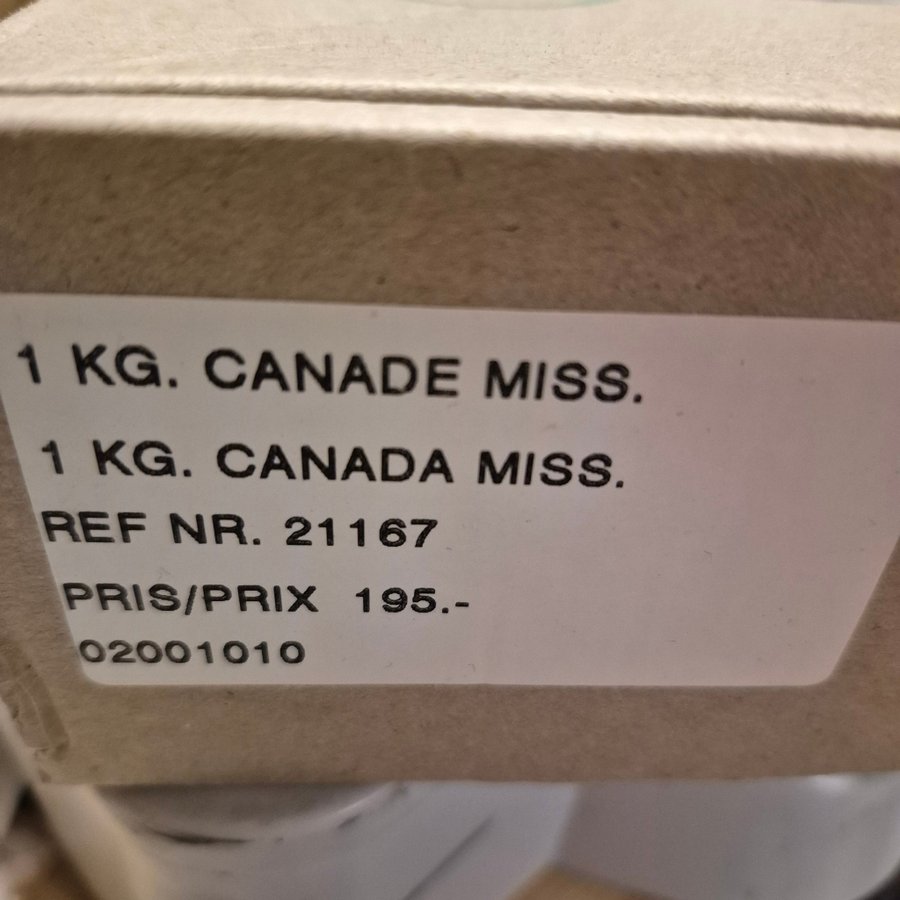 1 KG. CANADE MISS.
1 KG. CANADA MISS.
REF NR. 21167
PRIS/PRIX 195.-
02001010